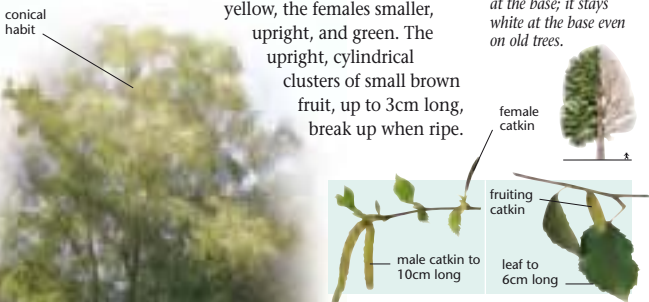 conical
habit
yellow, the females smaller,
upright, and green. The
upright, cylindrical
clusters of small brown
fruit, up to 3cm long,
break up when ripe.
at the base; it stays
white at the base even
on old trees.
female
catkin
male catkin to
10cm long
fruiting
catkin
leaf to
6cm long